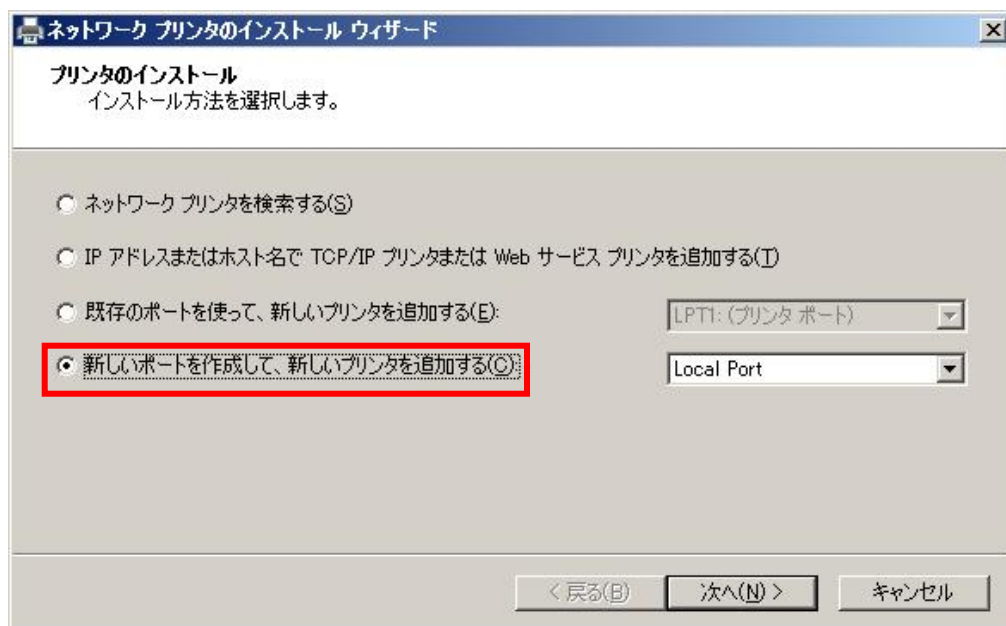 ネットワーク プリンタのインストール ウィザード
プリンタのインストール
インストール方法を選択します。
ネットワーク プリンタを検索する(S)
IP アドレスまたはホスト名で TCP/IP プリンタまたは Web サービス プリンタを追加する(T)
既存のポートを使って、新しいプリンタを追加する(E): LPT1: (プリンタ ポート)
新しいポートを作成して、新しいプリンタを追加する(C): Local Port
< 戻る(B) 次へ(N) > キャンセル